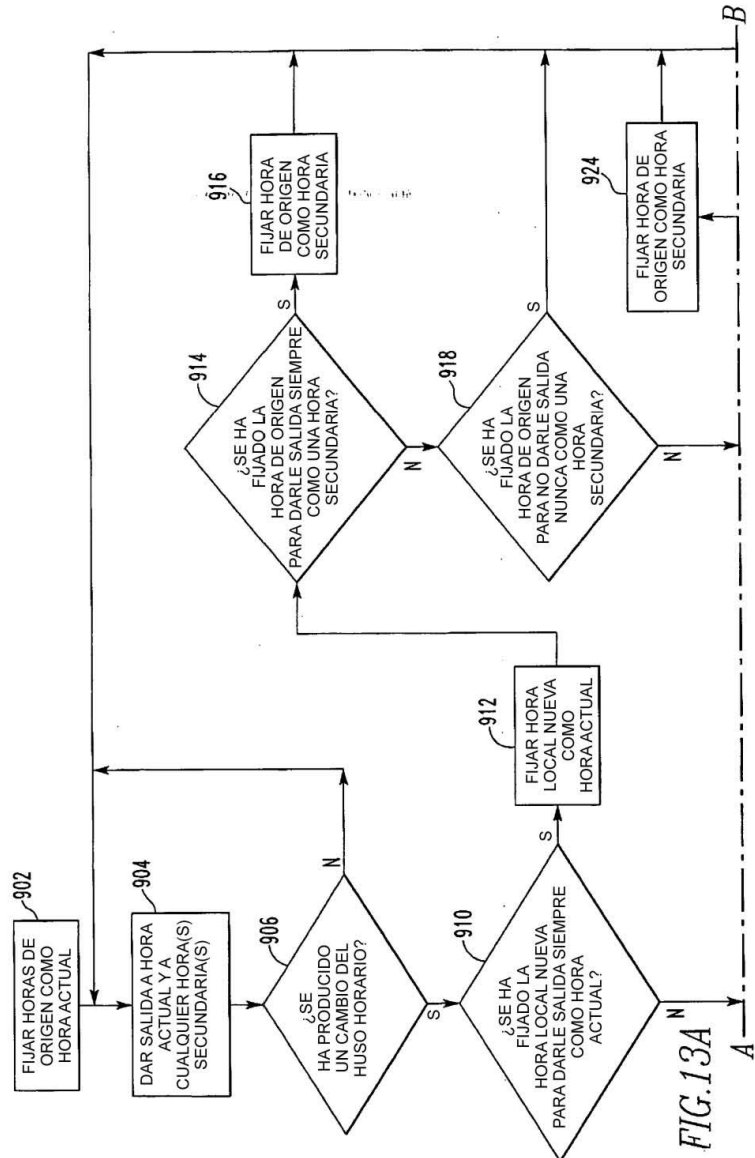 902
FIJAR HORAS DE
ORIGEN COMO
HORA ACTUAL
904
DAR SALIDA A HORA
ACTUAL Y A
CUALQUIER HORA(S)
SECUNDARIA(S)
906
¿SE
HA PRODUCIDO
UN CAMBIO DEL
HUSO HORARIO?
N
S
910
¿SE HA
FIJADO LA
HORA LOCAL NUEVA
PARA DARLE SALIDA SIEMPRE
COMO HORA
ACTUAL?
S
N
912
FIJAR HORA
LOCAL NUEVA
COMO
HORA ACTUAL
914
¿SE HA
FIJADO LA
HORA DE ORIGEN
PARA DARLE SALIDA SIEMPRE
COMO UNA HORA
SECUNDARIA?
S
N
916
FIJAR HORA
DE ORIGEN
COMO HORA
SECUNDARIA
918
¿SE HA
FIJADO LA
HORA DE ORIGEN
PARA NO DARLE SALIDA
NUNCA COMO UNA
HORA
SECUNDARIA?
S
N
924
FIJAR HORA DE
ORIGEN COMO HORA
SECUNDARIA
A
B
FIG.13A